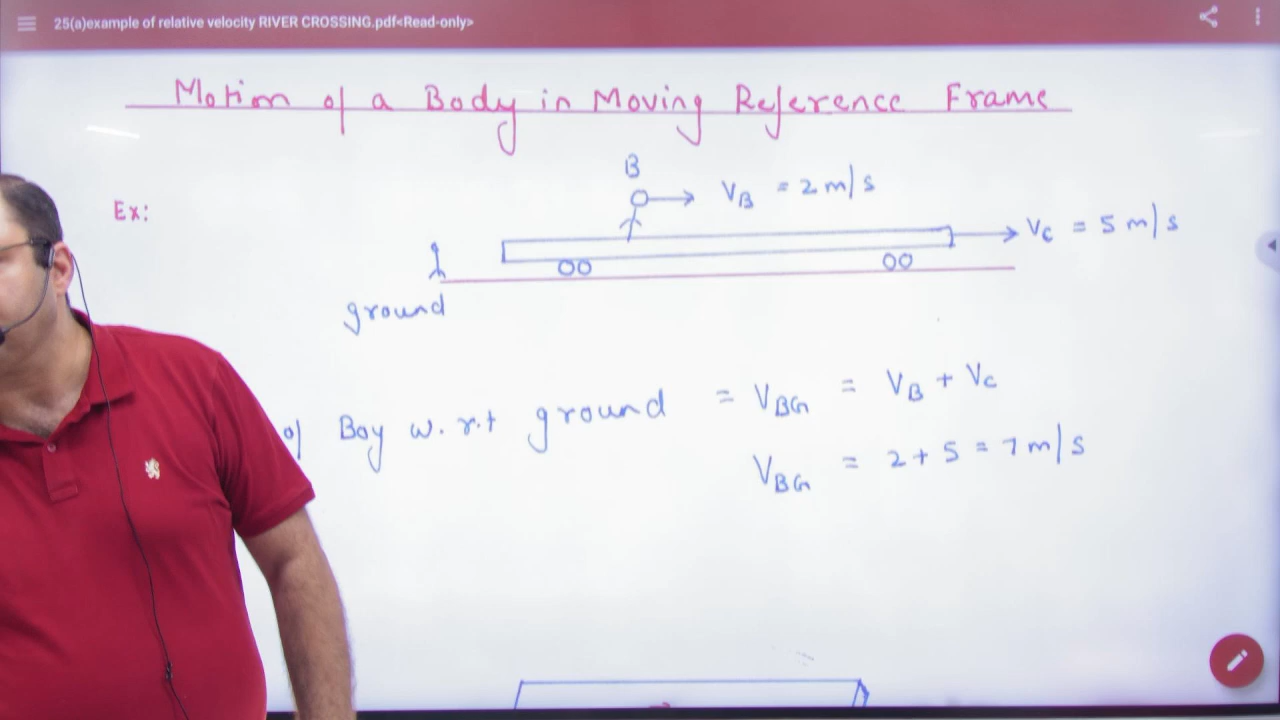 25(a)example of relative velocity RIVER CROSSING.pdf<Read-only>
Motion of a Body in Moving Reference Frame
B
Ex:
V_B = 2 m/s
V_C = 5 m/s
ground
of Boy w.r.t ground = V_BG = V_B + V_C
V_BG = 2 + 5 = 7 m/s